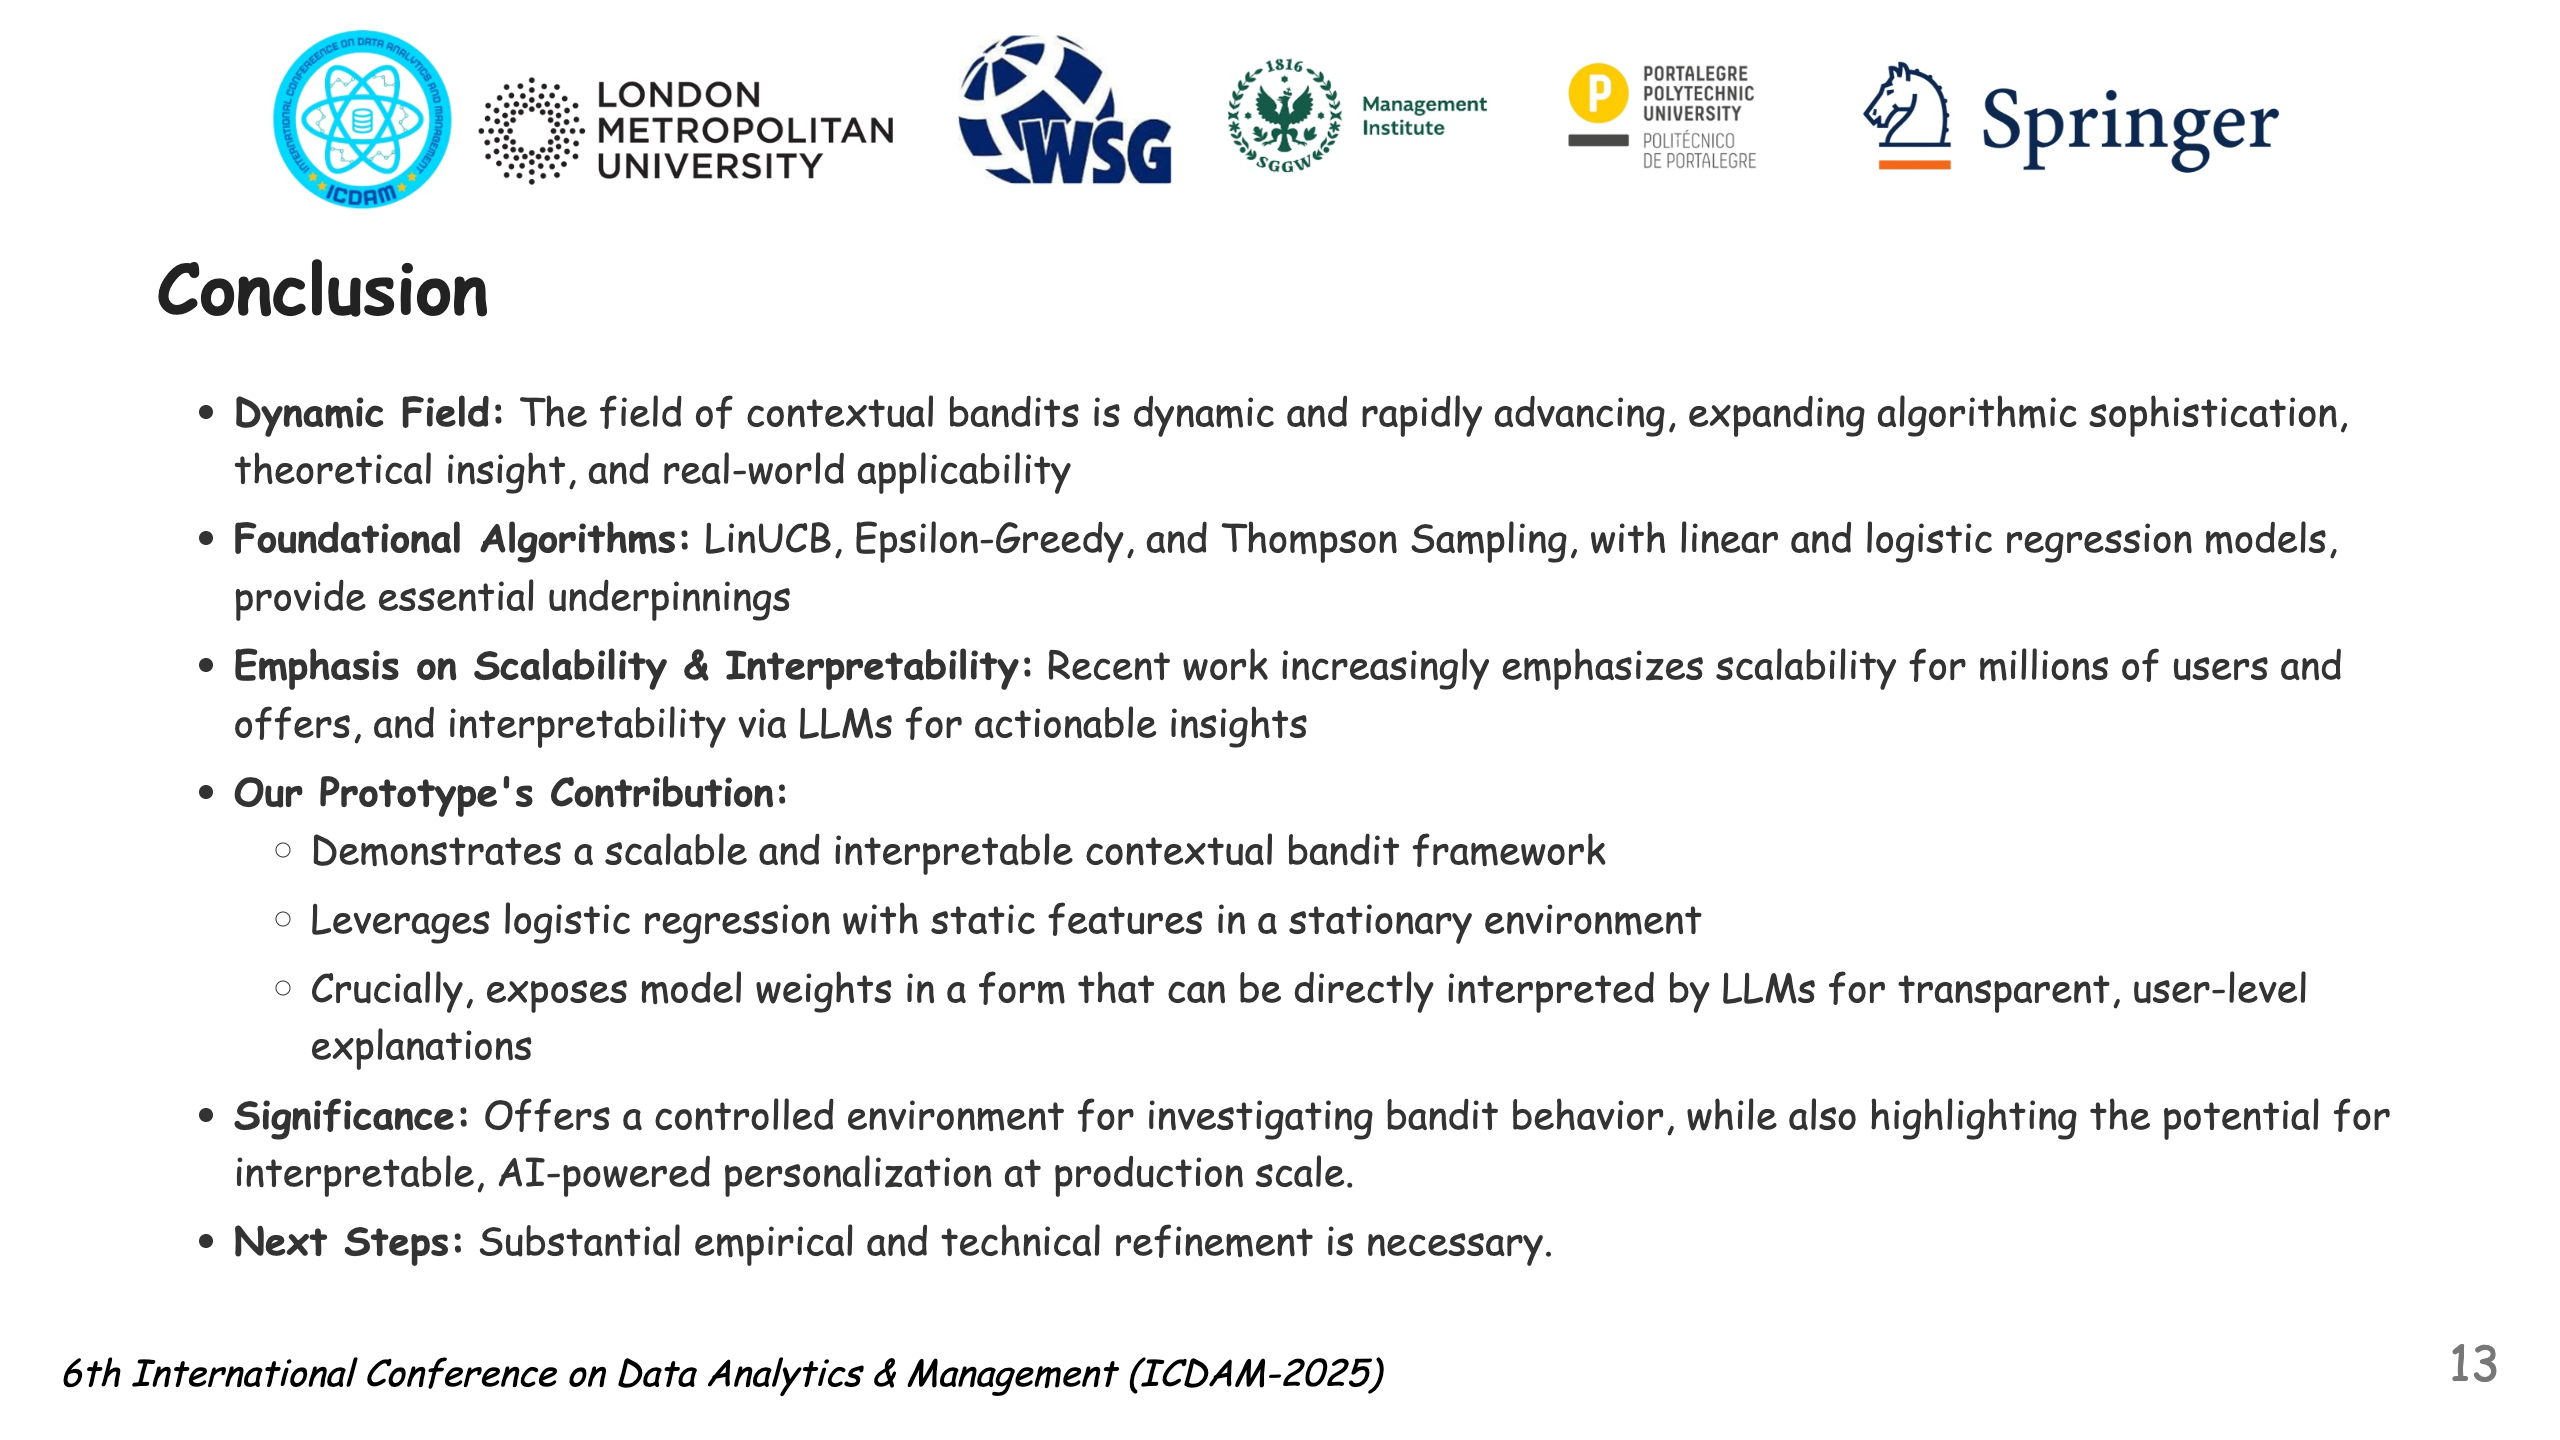 INTERNATIONAL CONFEREENCE ON DATA ANALYTICS AND MANAGEMENT
ICDAM
LONDON
METROPOLITAN
UNIVERSITY
WSG
1816
SGGW
Management
Institute
P
PORTALEGRE
POLYTECHNIC
UNIVERSITY
POLITÉCNICO
DE PORTALEGRE
Springer
Conclusion
• Dynamic Field: The field of contextual bandits is dynamic and rapidly advancing, expanding algorithmic sophistication,
theoretical insight, and real-world applicability
• Foundational Algorithms: LinUCB, Epsilon-Greedy, and Thompson Sampling, with linear and logistic regression models,
provide essential underpinnings
• Emphasis on Scalability & Interpretability: Recent work increasingly emphasizes scalability for millions of users and
offers, and interpretability via LLMs for actionable insights
• Our Prototype's Contribution:
○ Demonstrates a scalable and interpretable contextual bandit framework
○ Leverages logistic regression with static features in a stationary environment
○ Crucially, exposes model weights in a form that can be directly interpreted by LLMs for transparent, user-level
explanations
• Significance: Offers a controlled environment for investigating bandit behavior, while also highlighting the potential for
interpretable, AI-powered personalization at production scale.
• Next Steps: Substantial empirical and technical refinement is necessary.
6th International Conference on Data Analytics & Management (ICDAM-2025)
13